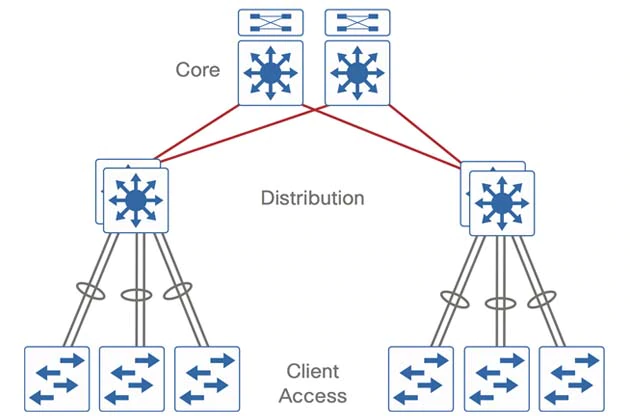 Core
Distribution
Client
Access